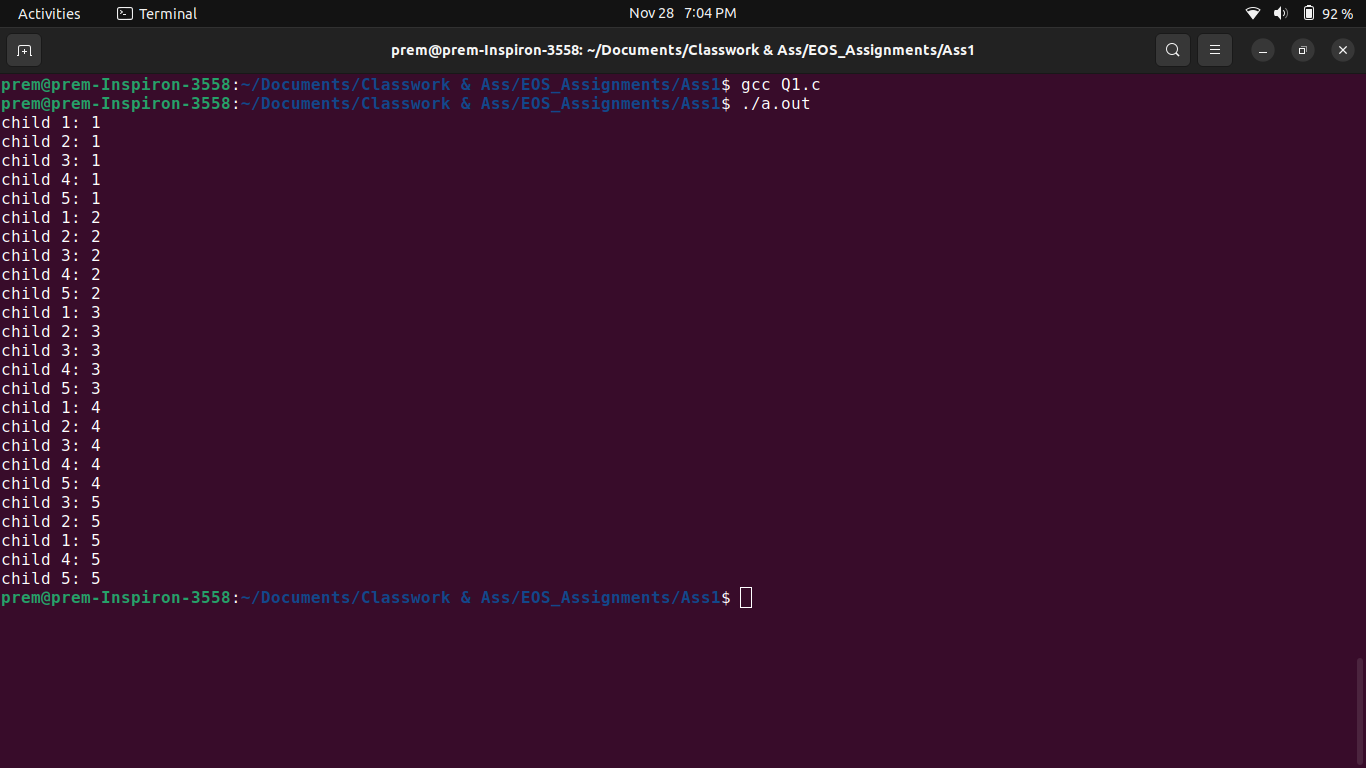 Activities Terminal Nov 28 7:04 PM 92 %
prem@prem-Inspiron-3558: ~/Documents/Classwork & Ass/EOS_Assignments/Ass1
prem@prem-Inspiron-3558:~/Documents/Classwork & Ass/EOS_Assignments/Ass1$ gcc Q1.c
prem@prem-Inspiron-3558:~/Documents/Classwork & Ass/EOS_Assignments/Ass1$ ./a.out
child 1: 1
child 2: 1
child 3: 1
child 4: 1
child 5: 1
child 1: 2
child 2: 2
child 3: 2
child 4: 2
child 5: 2
child 1: 3
child 2: 3
child 3: 3
child 4: 3
child 5: 3
child 1: 4
child 2: 4
child 3: 4
child 4: 4
child 5: 4
child 3: 5
child 2: 5
child 1: 5
child 4: 5
child 5: 5
prem@prem-Inspiron-3558:~/Documents/Classwork & Ass/EOS_Assignments/Ass1$